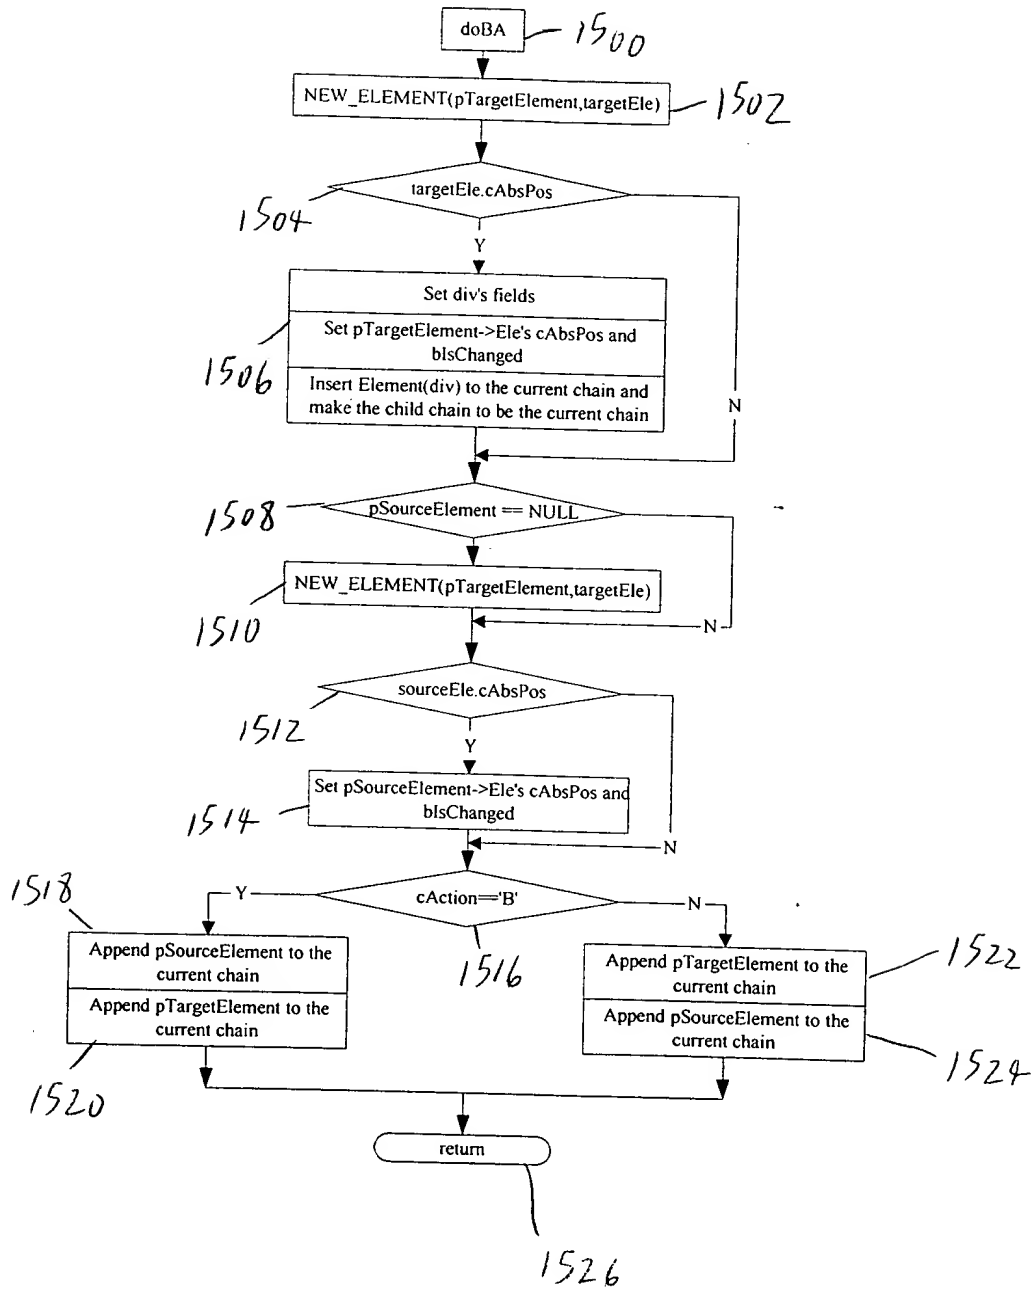 doBA
1500
NEW_ELEMENT(pTargetElement,targetEle)
1502
targetEle.cAbsPos
1504
Y
N
Set div's fields
Set pTargetElement->Ele's cAbsPos and
bIsChanged
1506
Insert Element(div) to the current chain and
make the child chain to be the current chain
pSourceElement == NULL
1508
NEW_ELEMENT(pTargetElement,targetEle)
1510
N
sourceEle.cAbsPos
1512
Y
Set pSourceElement->Ele's cAbsPos and
bIsChanged
1514
N
cAction=='B'
1516
Y
N
1518
Append pSourceElement to the
current chain
Append pTargetElement to the
current chain
1520
Append pTargetElement to the
current chain
1522
Append pSourceElement to the
current chain
1524
return
1526